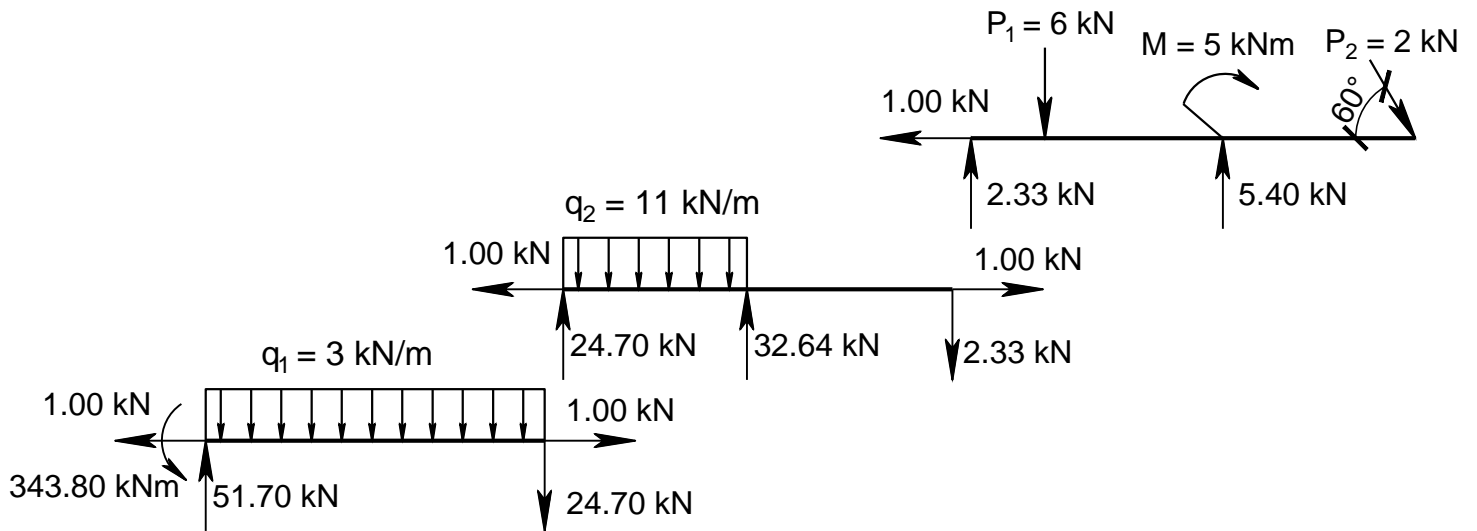 P₁ = 6 kN
M = 5 kNm
P₂ = 2 kN
1.00 kN
60°
2.33 kN
5.40 kN
q₂ = 11 kN/m
1.00 kN
1.00 kN
24.70 kN
32.64 kN
2.33 kN
q₁ = 3 kN/m
1.00 kN
1.00 kN
343.80 kNm
51.70 kN
24.70 kN